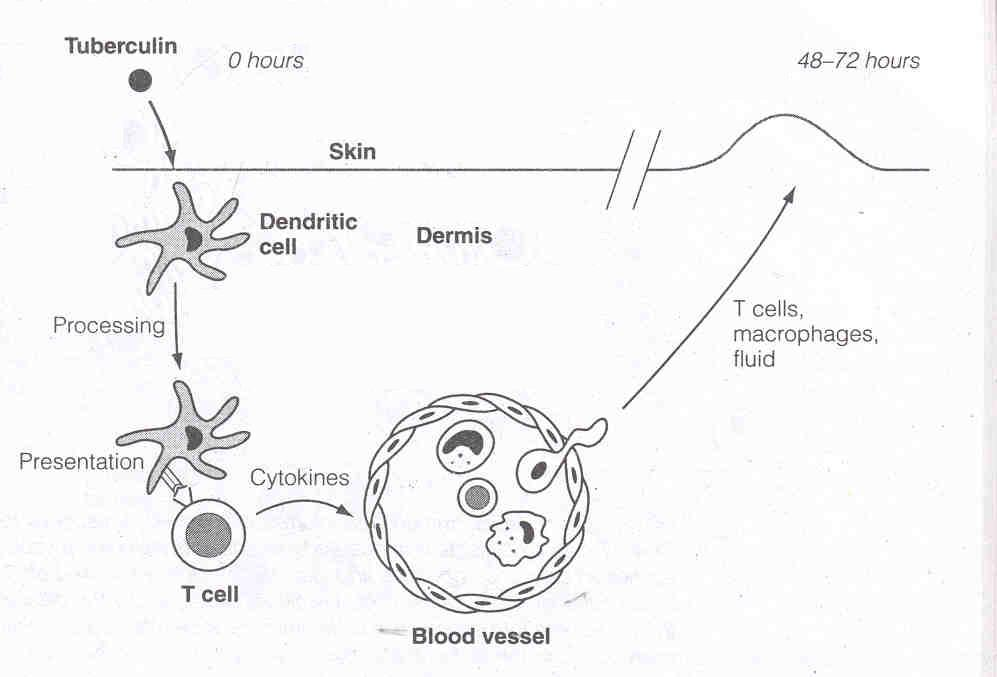 Tuberculin
0 hours
48–72 hours
Skin
Dendritic
cell
Dermis
Processing
T cells,
macrophages,
fluid
Presentation
Cytokines
T cell
Blood vessel